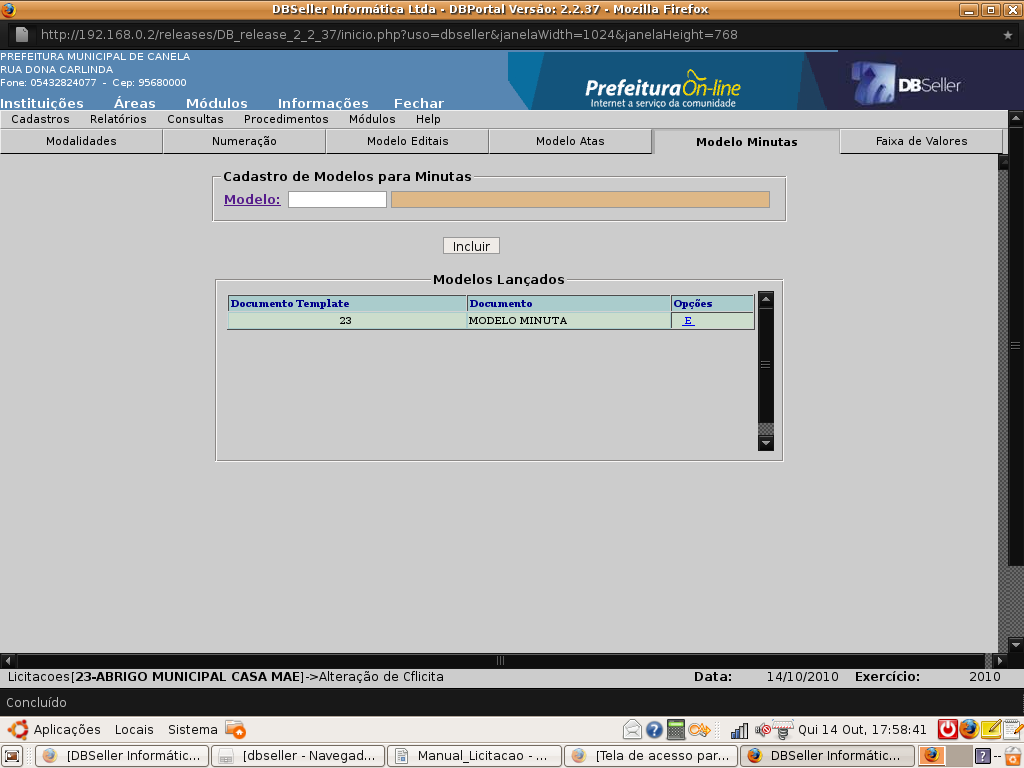 DBSeller Informática Ltda - DBPortal Versão: 2.2.37 - Mozilla Firefox
http://192.168.0.2/releases/DB_release_2_2_37/inicio.php?uso=dbseller&janelaWidth=1024&janelaHeight=768
PREFEITURA MUNICIPAL DE CANELA
RUA DONA CARLINDA
Fone: 05432824077 - Cep: 95680000
Instituições Áreas Módulos Informações Fechar
PrefeituraOn-line
Internet a serviço da comunidade
DBSeller
Cadastros Relatórios Consultas Procedimentos Módulos Help
Modalidades Numeração Modelo Editais Modelo Atas Modelo Minutas Faixa de Valores
Cadastro de Modelos para Minutas
Modelo:
Incluir
Modelos Lançados
Documento Template Documento Opções
23 MODELO MINUTA E
Licitacoes[23-ABRIGO MUNICIPAL CASA MAE]->Alteração de Cflicita Data: 14/10/2010 Exercício: 2010
Concluído
Aplicações Locais Sistema Qui 14 Out, 17:58:41
[DBSeller Informátic... [dbseller - Navegad... Manual_Licitacao - ... [Tela de acesso par... DBSeller Informátic... --